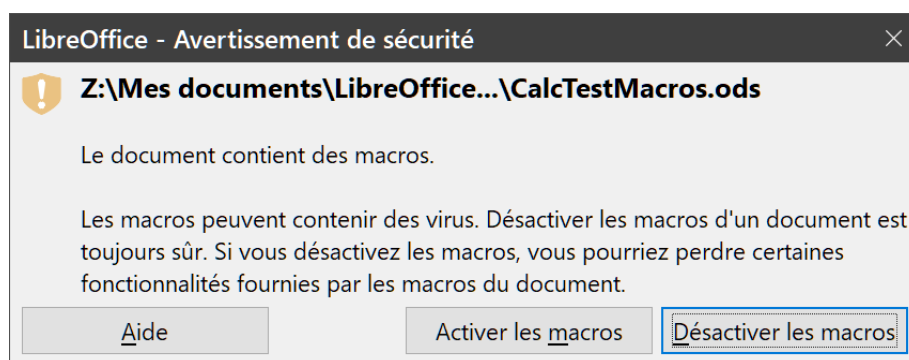 LibreOffice - Avertissement de sécurité
Z:\Mes documents\LibreOffice...\CalcTestMacros.ods
Le document contient des macros.
Les macros peuvent contenir des virus. Désactiver les macros d'un document est
toujours sûr. Si vous désactivez les macros, vous pourriez perdre certaines
fonctionnalités fournies par les macros du document.
Aide
Activer les macros
Désactiver les macros